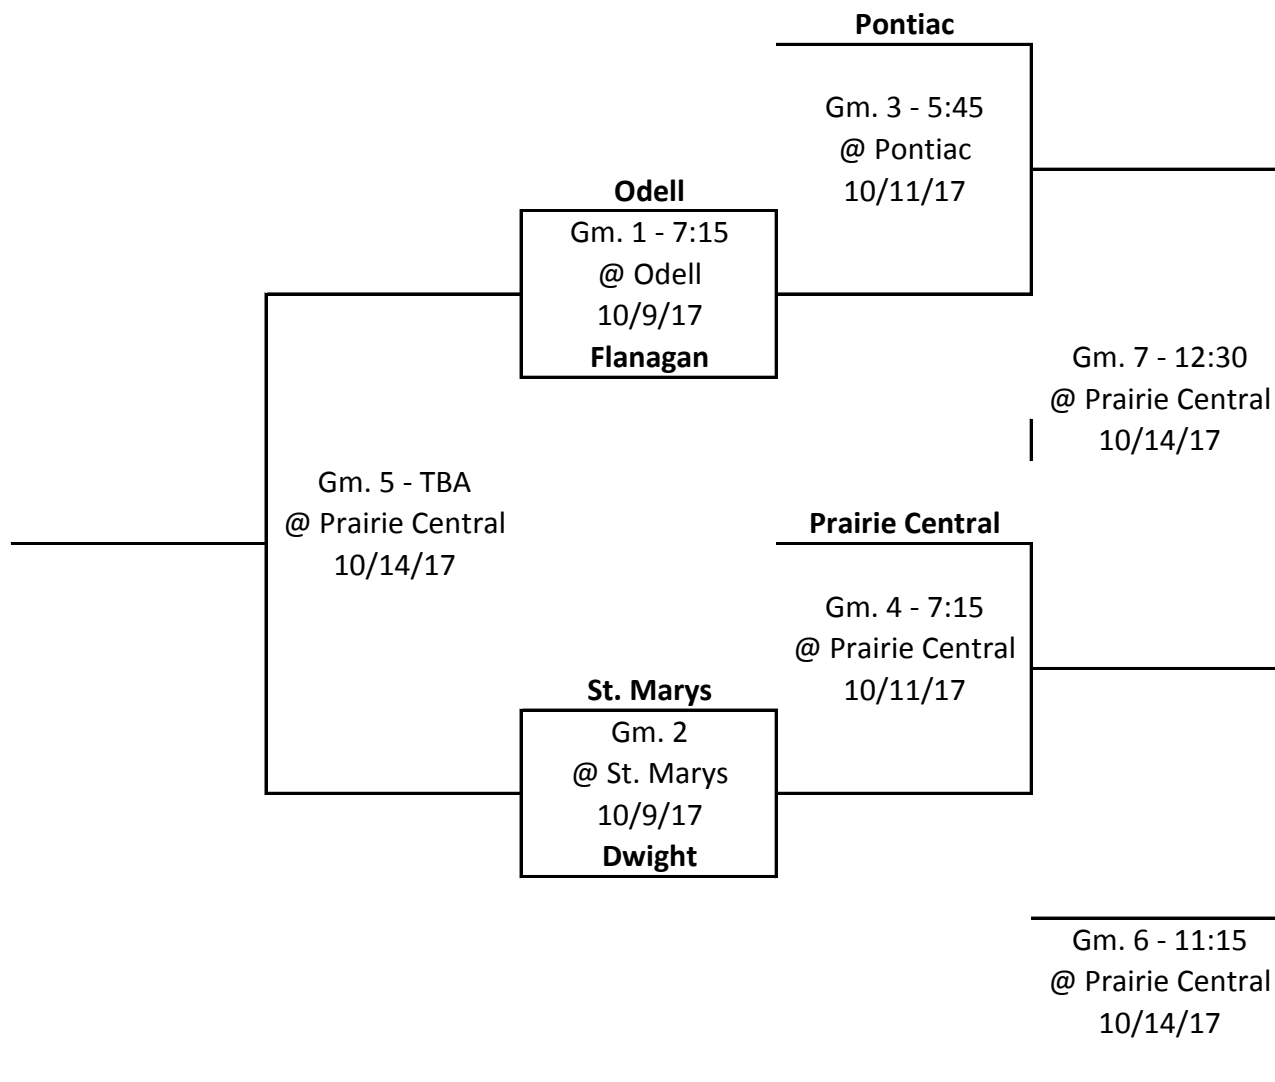 Pontiac
Gm. 3 - 5:45
@ Pontiac
10/11/17
Odell
Gm. 1 - 7:15
@ Odell
10/9/17
Flanagan
Gm. 7 - 12:30
@ Prairie Central
10/14/17
Gm. 5 - TBA
@ Prairie Central
10/14/17
Prairie Central
Gm. 4 - 7:15
@ Prairie Central
10/11/17
St. Marys
Gm. 2
@ St. Marys
10/9/17
Dwight
Gm. 6 - 11:15
@ Prairie Central
10/14/17